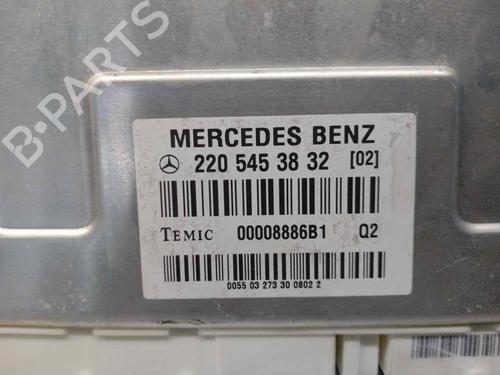 B-PARTS
MERCEDES BENZ
220 545 38 32 [02]
TEMIC 00008886B1 Q2
0055 03 273 30 0802 2